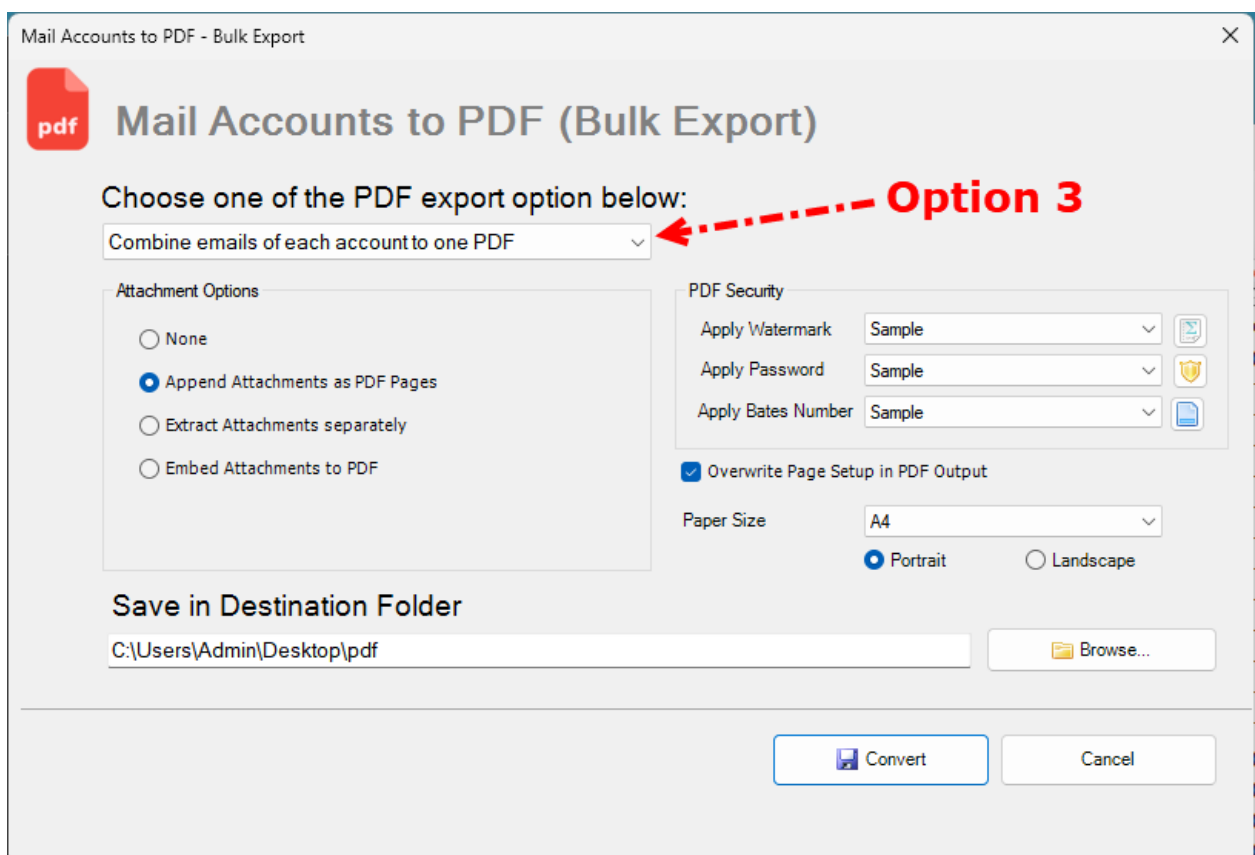 Mail Accounts to PDF - Bulk Export
pdf
Mail Accounts to PDF (Bulk Export)
Choose one of the PDF export option below:
Option 3
Combine emails of each account to one PDF
Attachment Options
None
Append Attachments as PDF Pages
Extract Attachments separately
Embed Attachments to PDF
PDF Security
Apply Watermark Sample
Apply Password Sample
Apply Bates Number Sample
Overwrite Page Setup in PDF Output
Paper Size A4
Portrait Landscape
Save in Destination Folder
C:\Users\Admin\Desktop\pdf
Browse...
Convert Cancel